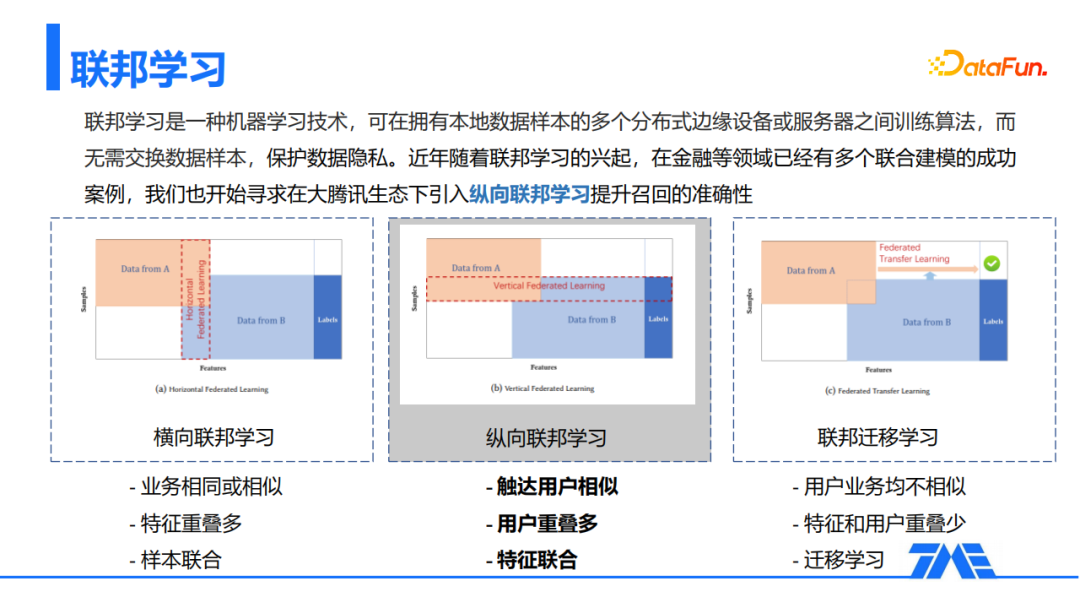 联邦学习
DataFun.
联邦学习是一种机器学习技术，可在拥有本地数据样本的多个分布式边缘设备或服务器之间训练算法，而
无需交换数据样本，保护数据隐私。近年随着联邦学习的兴起，在金融等领域已经有多个联合建模的成功
案例，我们也开始寻求在大腾讯生态下引入纵向联邦学习提升召回的准确性
Data from A
Horizontal
Federated Learning
Data from B
Labels
Samples
Features
(a) Horizontal Federated Learning
横向联邦学习
- 业务相同或相似
- 特征重叠多
- 样本联合
Data from A
Vertical Federated Learning
Data from B
Labels
Samples
Features
(b) Vertical Federated Learning
纵向联邦学习
- 触达用户相似
- 用户重叠多
- 特征联合
Federated
Transfer Learning
Data from A
Data from B
Labels
Samples
Features
(c) Federated Transfer Learning
联邦迁移学习
- 用户业务均不相似
- 特征和用户重叠少
- 迁移学习
TME